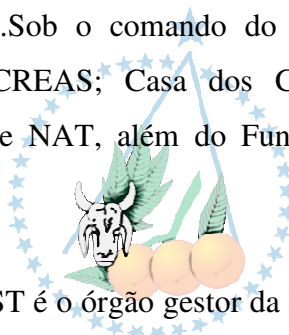 .Sob o comando do
CREAS; Casa dos
e NAT, além do Fun
ST é o órgão gestor da